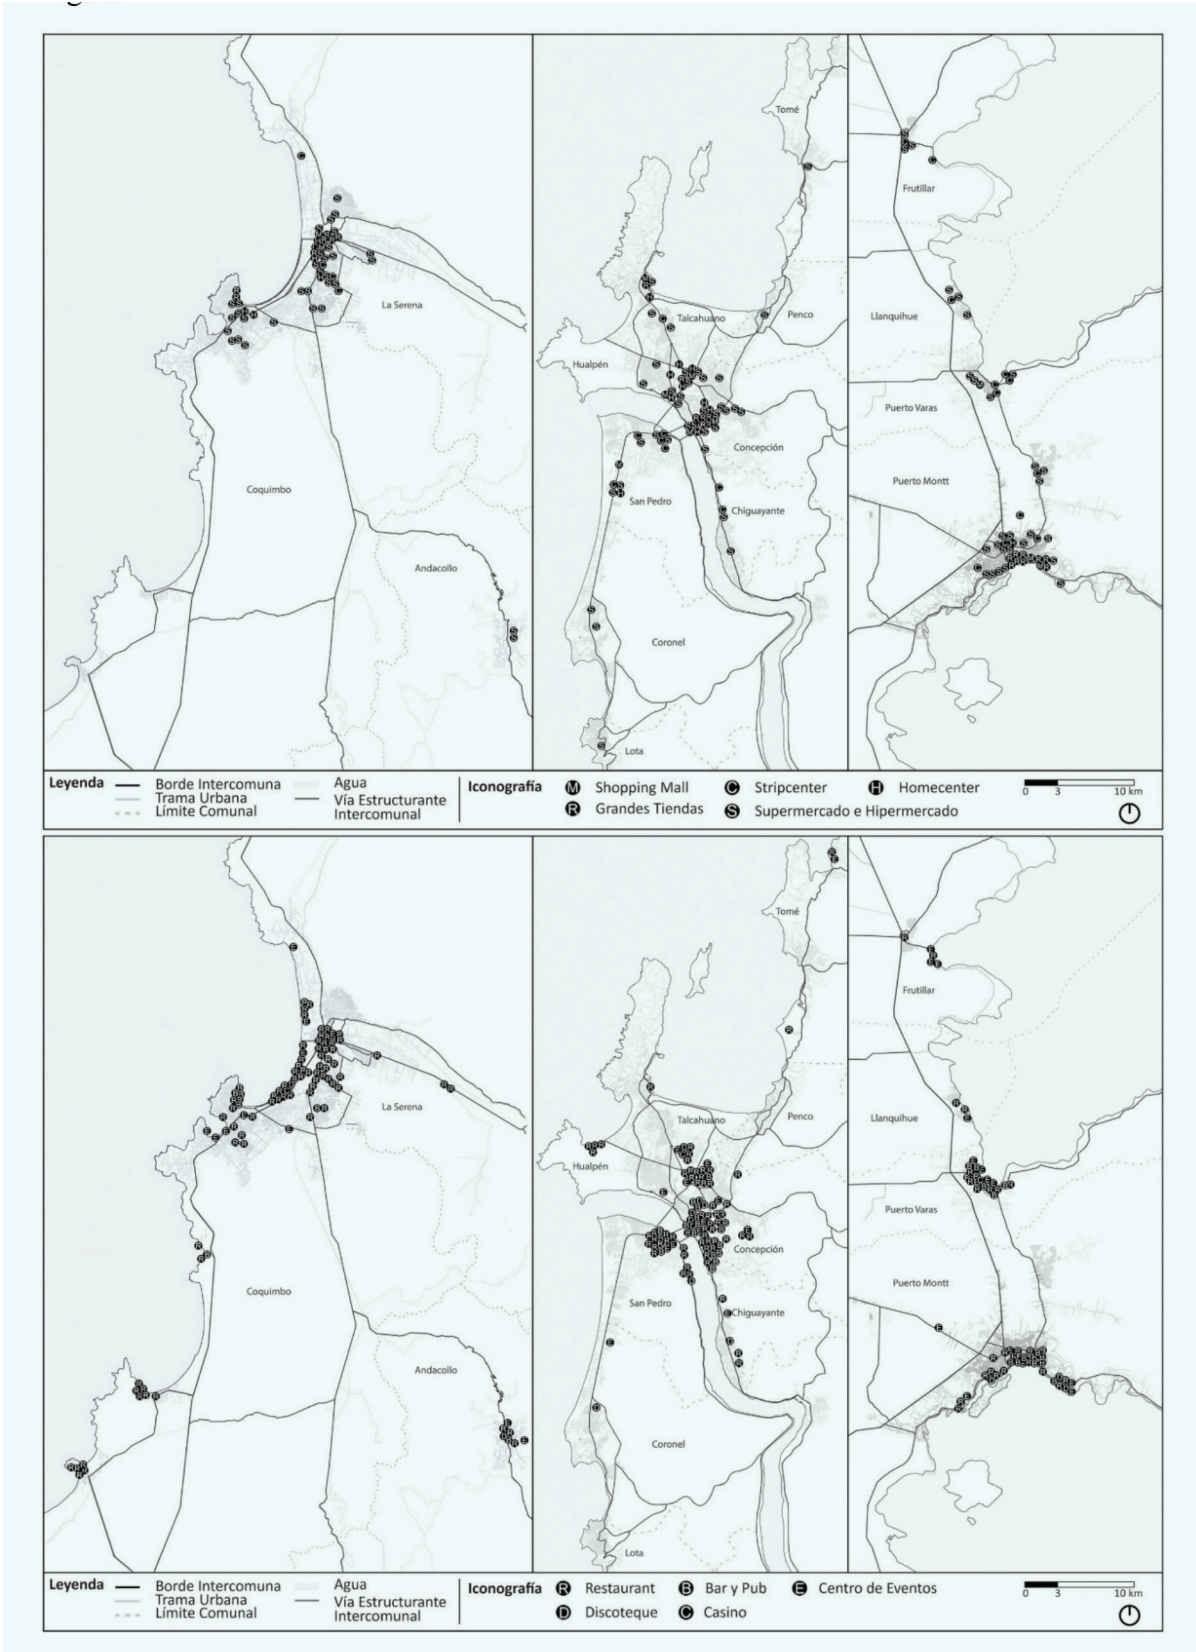 Tomé
Frutillar
La Serena
Talcahuano
Penco
Llanquihue
Hualpén
Puerto Varas
Concepción
Coquimbo
San Pedro
Chiguayante
Puerto Montt
Andacollo
Coronel
Lota
Leyenda
Borde Intercomuna
Trama Urbana
Límite Comunal
Agua
Vía Estructurante
Intercomunal
Iconografía
M Shopping Mall
R Grandes Tiendas
C Stripcenter
S Supermercado e Hipermercado
H Homecenter
0 3 10 km
Tomé
Frutillar
La Serena
Talcahuano
Penco
Llanquihue
Hualpén
Puerto Varas
Concepción
Coquimbo
San Pedro
Chiguayante
Puerto Montt
Andacollo
Coronel
Lota
Leyenda
Borde Intercomuna
Trama Urbana
Límite Comunal
Agua
Vía Estructurante
Intercomunal
Iconografía
R Restaurant
D Discoteque
B Bar y Pub
C Casino
E Centro de Eventos
0 3 10 km